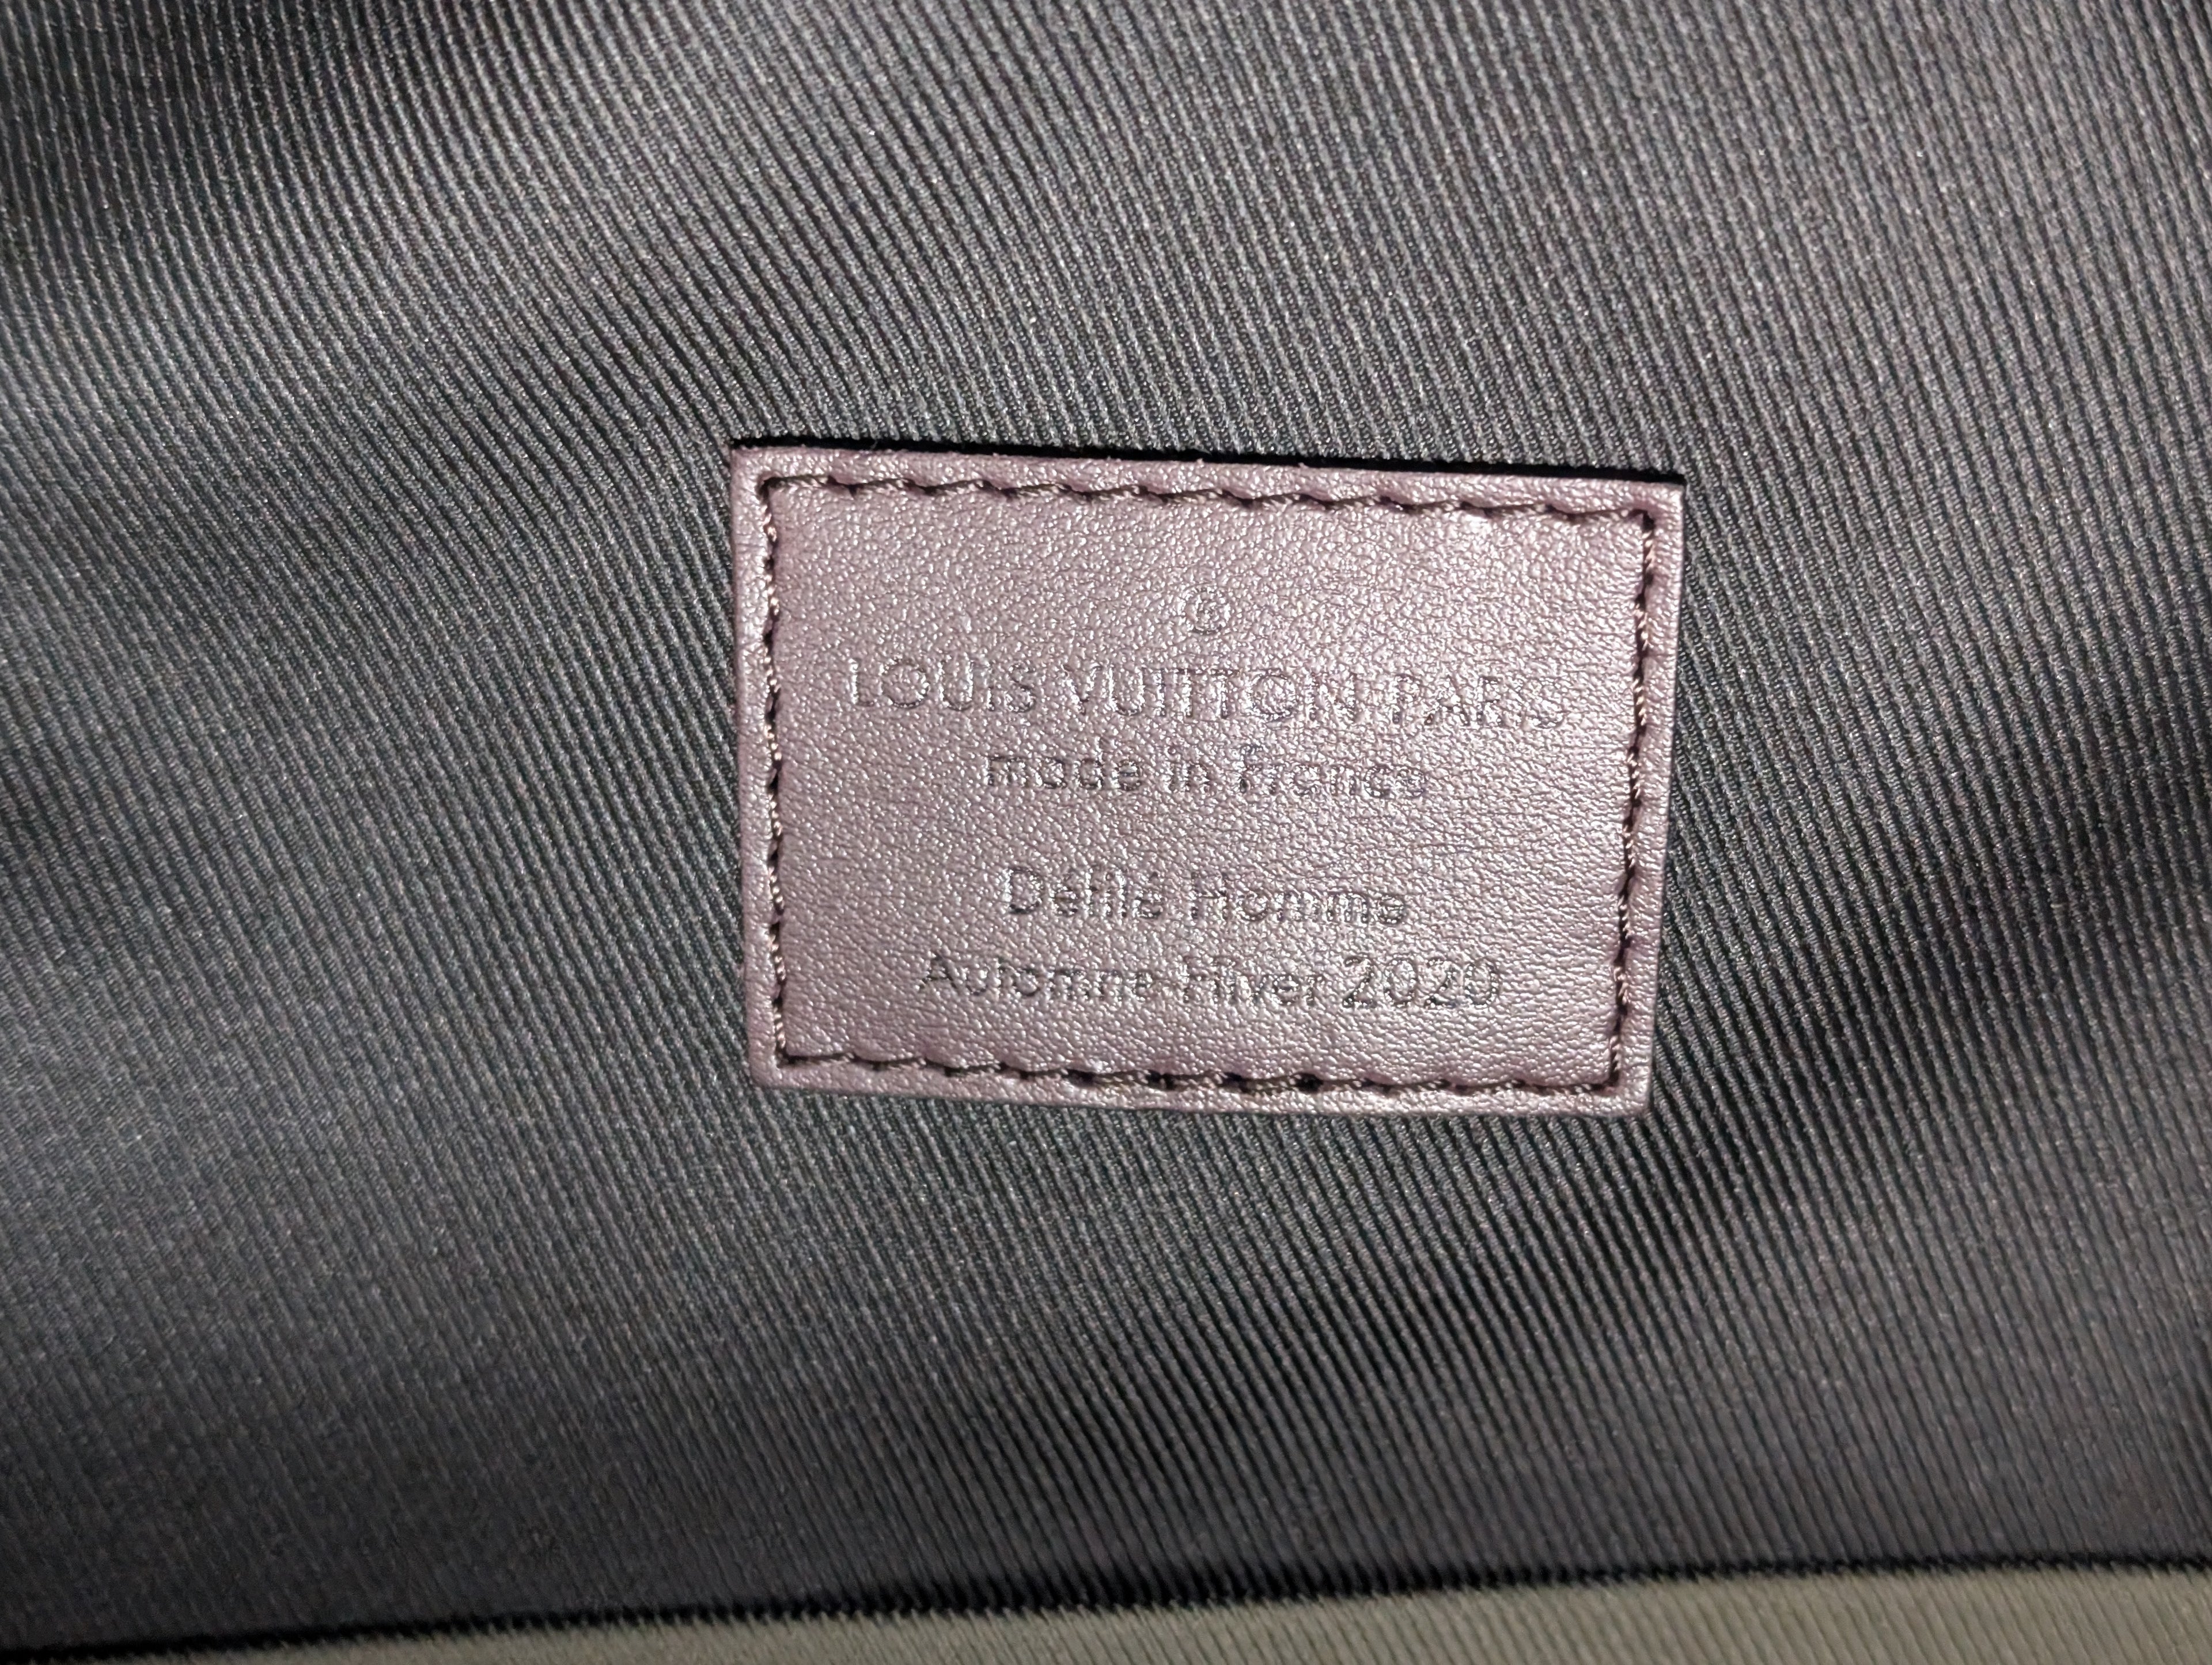 ®
LOUIS VUITTON PARIS
made in France
Défilé Homme
Automne-Hiver 2020